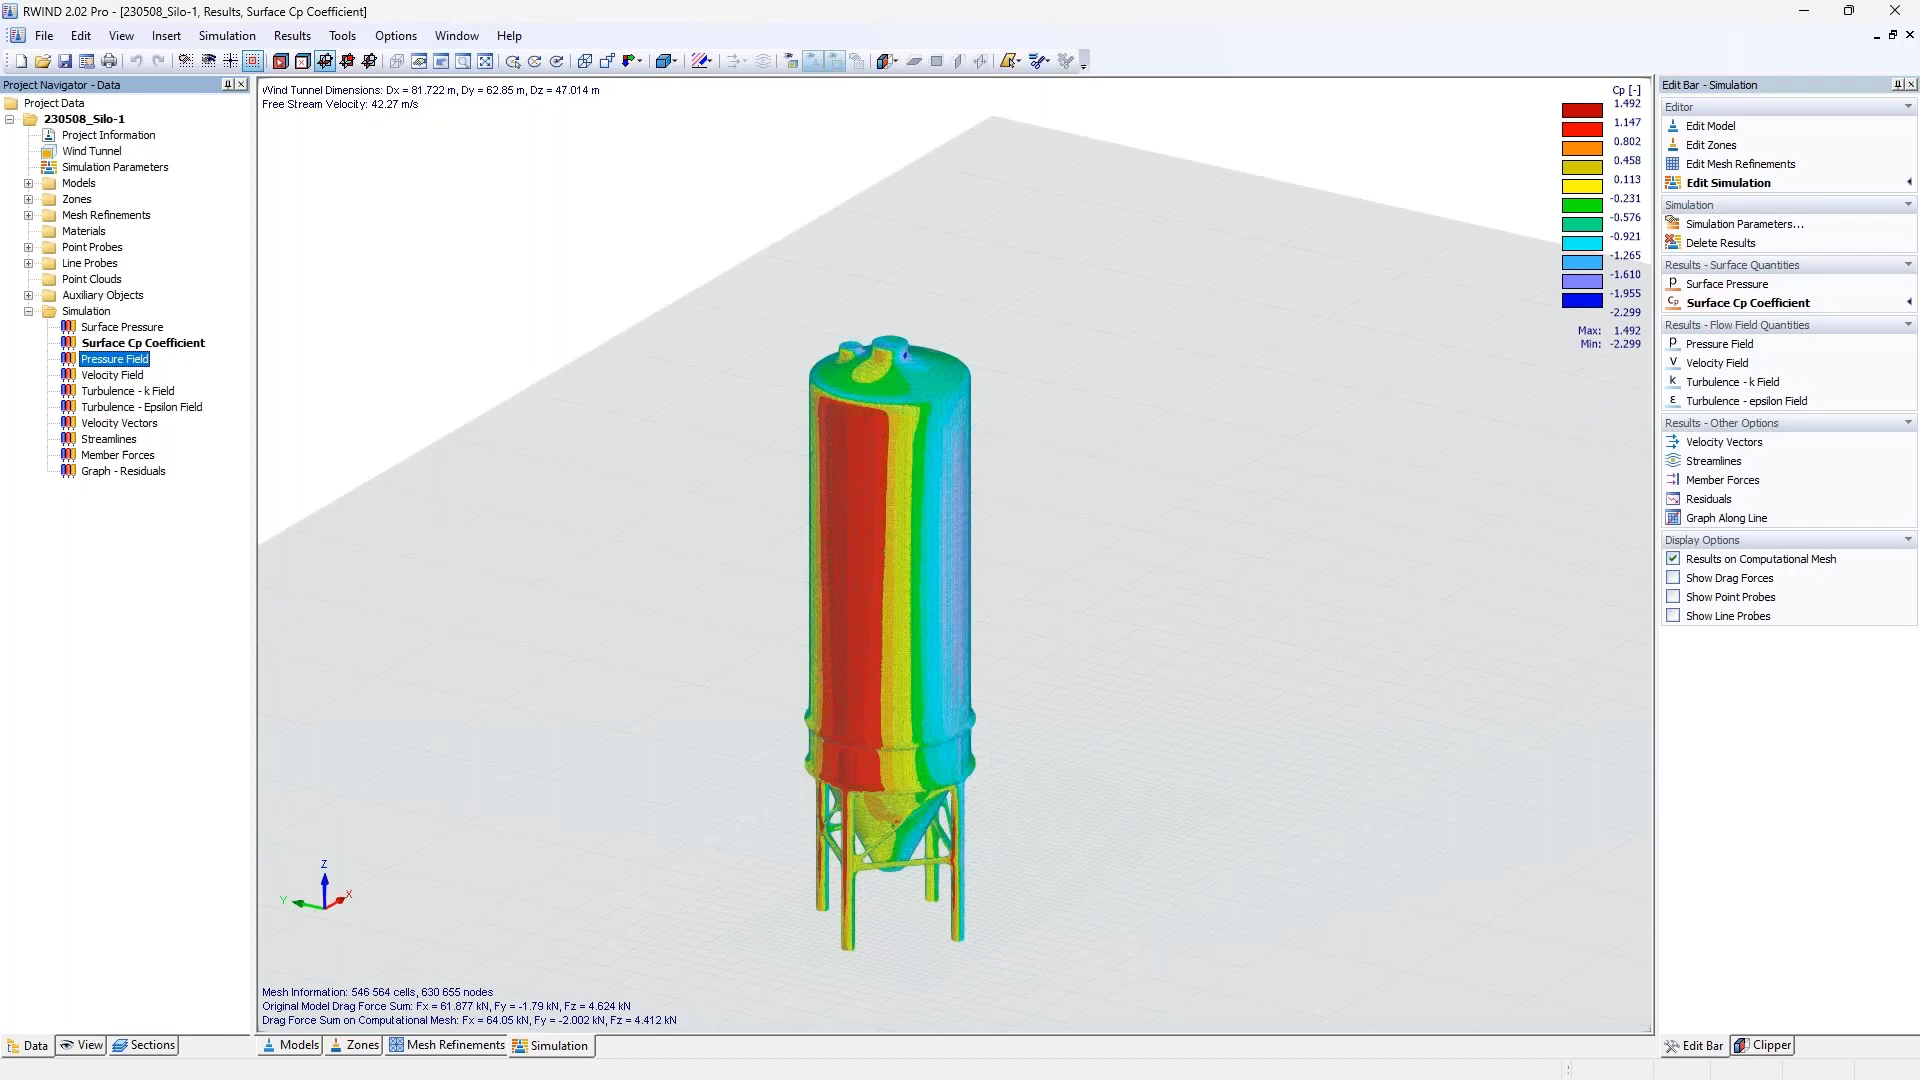 RWIND 2.02 Pro - [230508_Silo-1, Results, Surface Cp Coefficient]
File Edit View Insert Simulation Results Tools Options Window Help
Project Navigator - Data
Project Data
230508_Silo-1
Project Information
Wind Tunnel
Simulation Parameters
Models
Zones
Mesh Refinements
Materials
Point Probes
Line Probes
Point Clouds
Auxiliary Objects
Simulation
Surface Pressure
Surface Cp Coefficient
Pressure Field
Velocity Field
Turbulence - k Field
Turbulence - Epsilon Field
Velocity Vectors
Streamlines
Member Forces
Graph - Residuals
Data View Sections
Wind Tunnel Dimensions: Dx = 81.722 m, Dy = 62.85 m, Dz = 47.014 m
Free Stream Velocity: 42.27 m/s
Cp [-]
1.492
1.147
0.802
0.458
0.113
-0.231
-0.576
-0.921
-1.265
-1.610
-1.955
-2.299
Max: 1.492
Min: -2.299
Z
Y
X
Mesh Information: 546 564 cells, 630 655 nodes
Original Model Drag Force Sum: Fx = 61.877 kN, Fy = -1.79 kN, Fz = 4.624 kN
Drag Force Sum on Computational Mesh: Fx = 64.05 kN, Fy = -2.002 kN, Fz = 4.412 kN
Models Zones Mesh Refinements Simulation
Edit Bar - Simulation
Editor
Edit Model
Edit Zones
Edit Mesh Refinements
Edit Simulation
Simulation
Simulation Parameters...
Delete Results
Results - Surface Quantities
p Surface Pressure
Cp Surface Cp Coefficient
Results - Flow Field Quantities
p Pressure Field
V Velocity Field
k Turbulence - k Field
ε Turbulence - epsilon Field
Results - Other Options
Velocity Vectors
Streamlines
Member Forces
Residuals
Graph Along Line
Display Options
Results on Computational Mesh
Show Drag Forces
Show Point Probes
Show Line Probes
Edit Bar Clipper